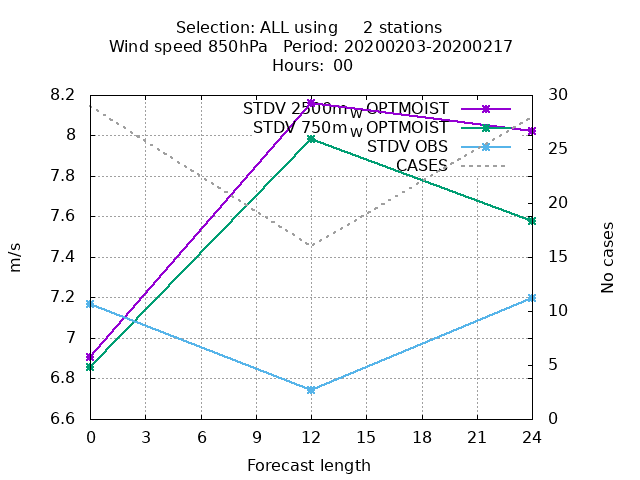 Selection: ALL using     2 stations
Wind speed 850hPa   Period: 20200203-20200217
Hours:  00
8.2
8
7.8
7.6
7.4
7.2
7
6.8
6.6
m/s
STDV 2500m_W OPTMOIST
STDV 750m_W OPTMOIST
STDV OBS
CASES
30
25
20
15
10
5
0
No cases
0 3 6 9 12 15 18 21 24
Forecast length